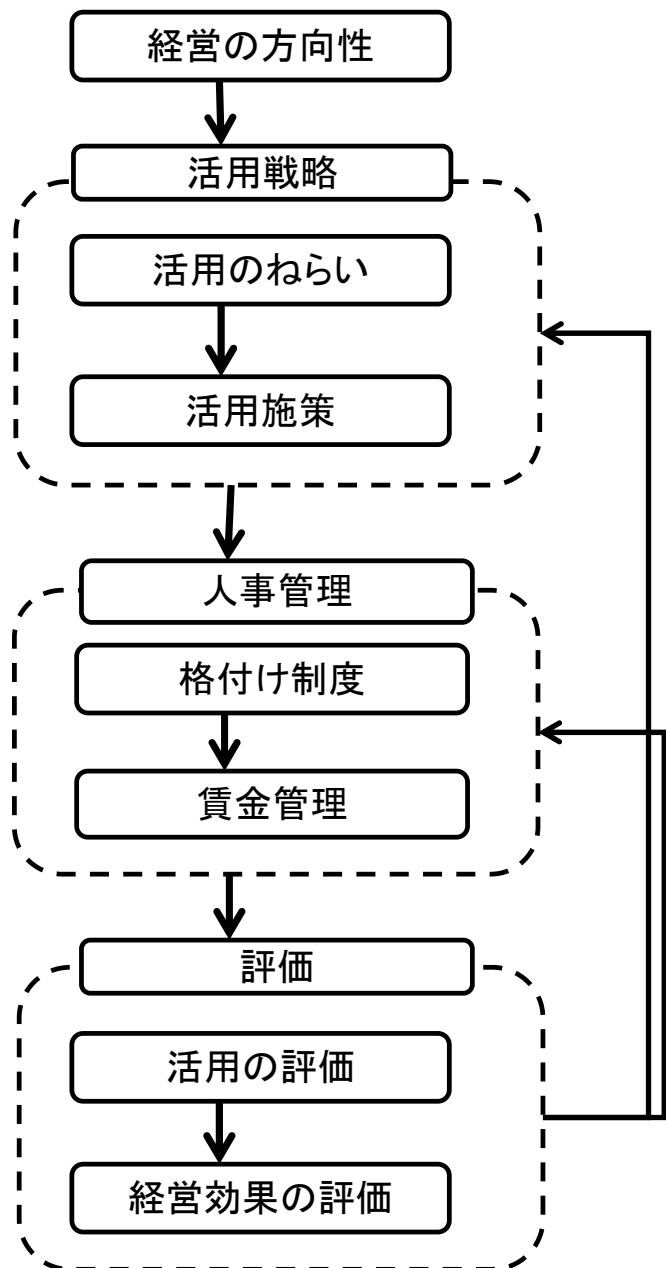 経営の方向性
活用戦略
活用のねらい
活用施策
人事管理
格付け制度
賃金管理
評価
活用の評価
経営効果の評価